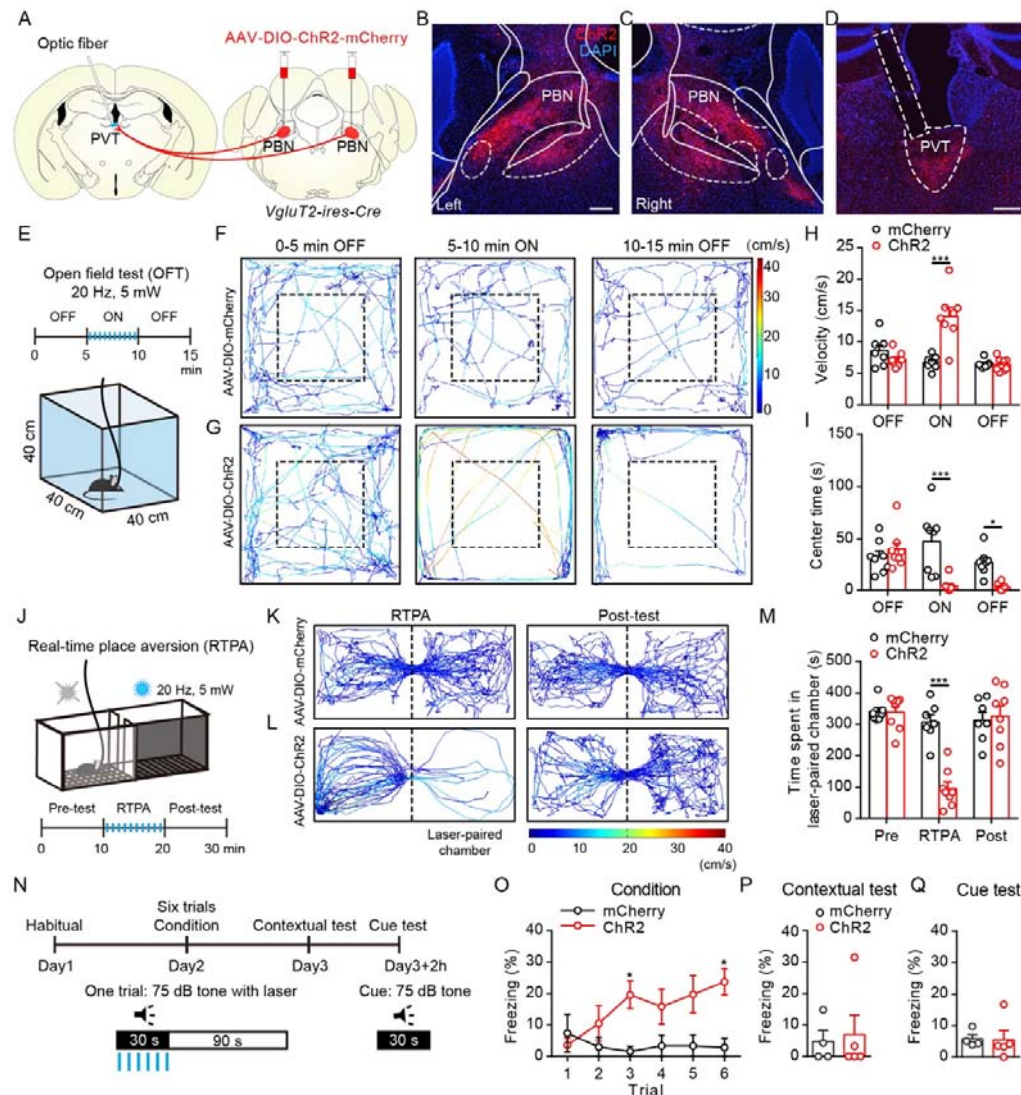 A
Optic fiber
AAV-DIO-ChR2-mCherry
PVT
PBN
PBN
VgluT2-ires-Cre
B
ChR2
DAPI
PBN
Left
C
PBN
Right
D
PVT
E
Open field test (OFT)
20 Hz, 5 mW
OFF ON OFF
0 5 10 15
min
40 cm
40 cm
40 cm
F
0-5 min OFF 5-10 min ON 10-15 min OFF
(cm/s)
40
30
20
10
0
AAV-DIO-mCherry
G
AAV-DIO-ChR2
H
mCherry
ChR2
Velocity (cm/s)
25
20
15
10
5
0
***
OFF ON OFF
I
Center time (s)
150
100
50
0
***
*
OFF ON OFF
J
Real-time place aversion (RTPA)
20 Hz, 5 mW
Pre-test RTPA Post-test
0 10 20 30 min
K
RTPA Post-test
AAV-DIO-mCherry
L
AAV-DIO-ChR2
Laser-paired
chamber
0 10 20 30 40
(cm/s)
M
mCherry
ChR2
Time spent in
laser-paired chamber (s)
500
400
300
200
100
0
***
Pre RTPA Post
N
Habitual
Six trials
Condition
Contextual test
Cue test
Day1 Day2 Day3 Day3+2h
One trial: 75 dB tone with laser
30 s 90 s
Cue: 75 dB tone
30 s
O
Condition
mCherry
ChR2
Freezing (%)
40
30
20
10
0
* *
1 2 3 4 5 6
Trial
P
Contextual test
mCherry
ChR2
Freezing (%)
40
30
20
10
0
Q
Cue test
Freezing (%)
40
30
20
10
0